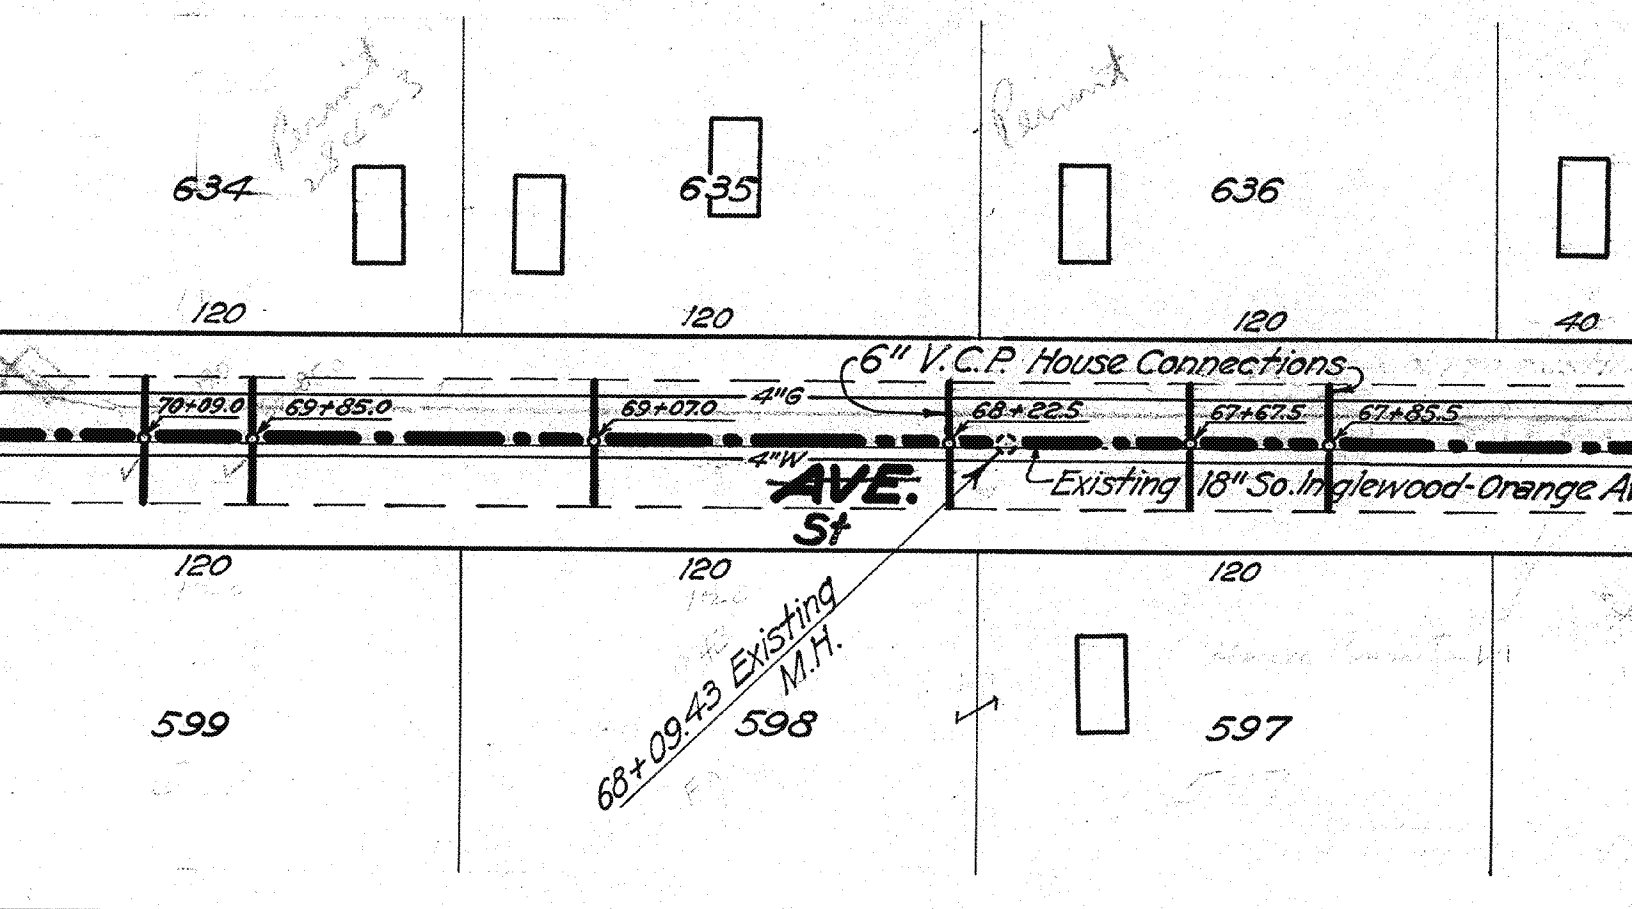 Permit
28423
Permit
634
635
636
120
120
120
40
6" V.C.P. House Connections
4"G
70+09.0
69+85.0
69+07.0
68+22.5
67+67.5
67+85.5
4"W
AVE.
St
Existing 18" So. Inglewood-Orange Av
120
120
120
68+09.43 Existing
M.H.
599
598
597